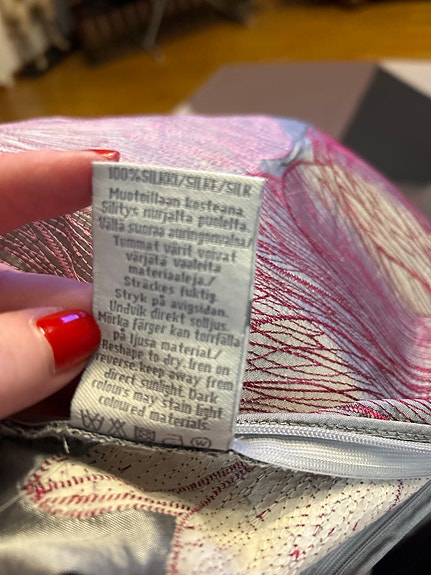 100%SILKKI/SILKE/SILK
Muotoillaan kosteana.
Silitys nurjalta puolelta.
Vältä suoraa auringonvaloa/
Tummat värit voivat
värjätä vaaleita
materiaaleja/
Sträckes fuktig.
Stryk på avigsidan.
Undvik direkt solljus.
Mörka färger kan torrfälla
på ljusa material/
Reshape to dry. Iron on
reverse. keep away from
direct sunlight. Dark
colours may stain light
coloured materials.